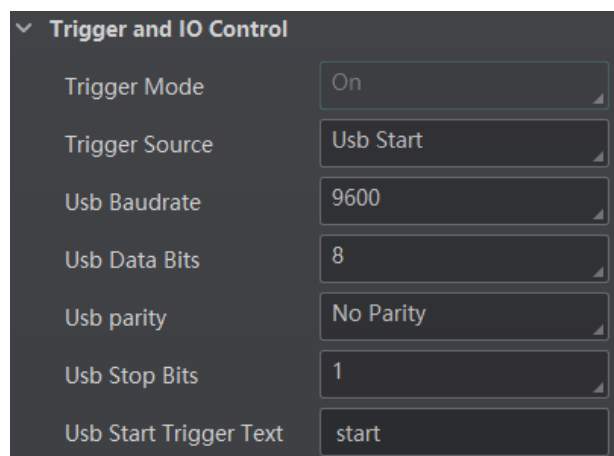 Trigger and IO Control
Trigger Mode On
Trigger Source Usb Start
Usb Baudrate 9600
Usb Data Bits 8
Usb parity No Parity
Usb Stop Bits 1
Usb Start Trigger Text start